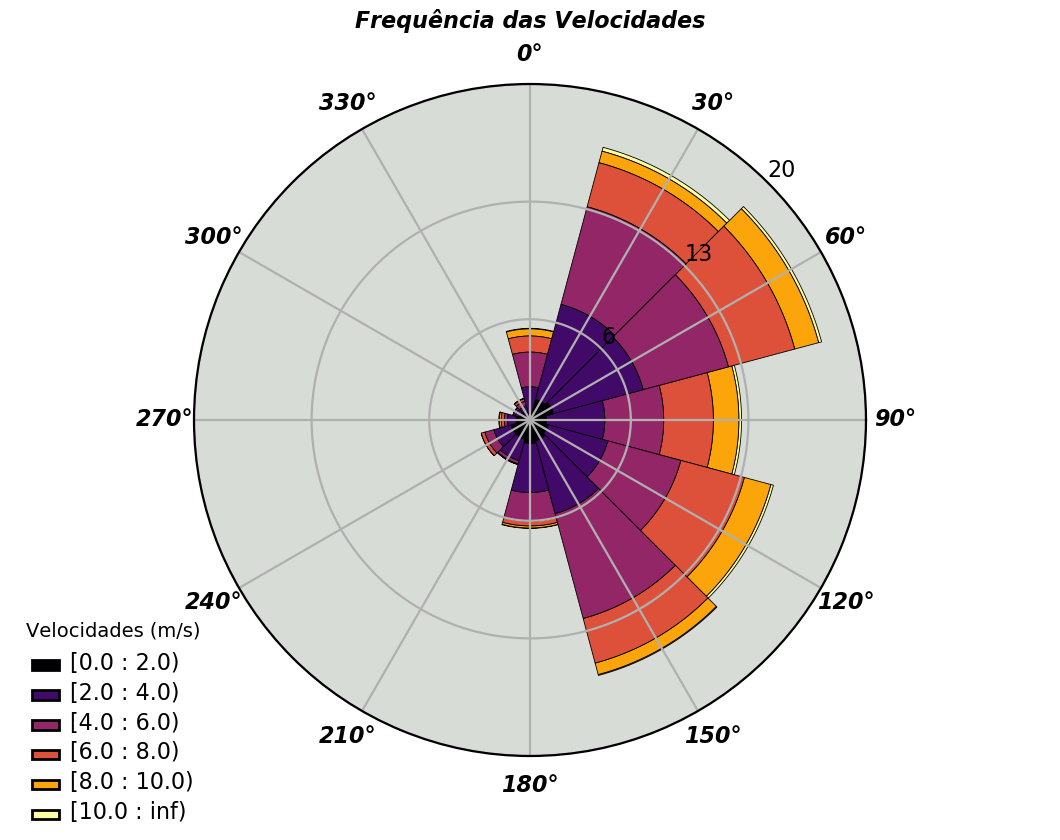 Frequência das Velocidades
0°
330°
30°
20
300°
60°
13
6
270°
90°
240°
120°
210°
150°
180°
Velocidades (m/s)
[0.0 : 2.0)
[2.0 : 4.0)
[4.0 : 6.0)
[6.0 : 8.0)
[8.0 : 10.0)
[10.0 : inf)